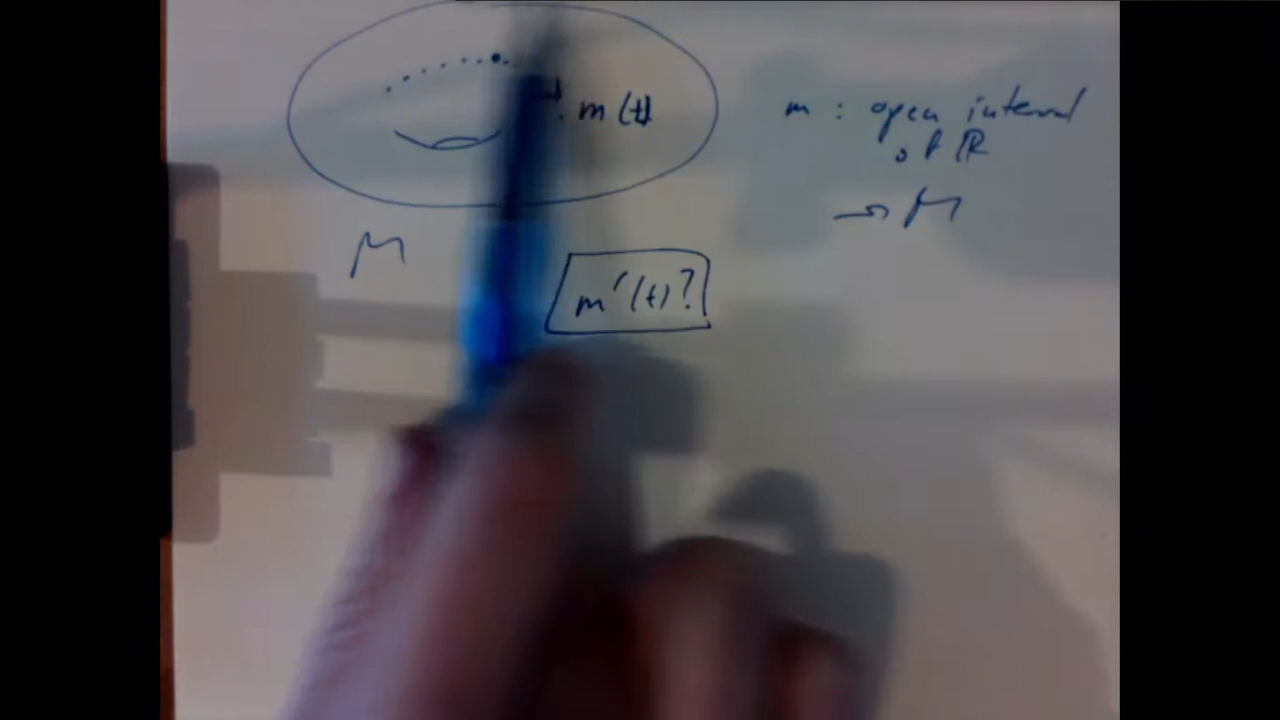 m(t)
m : open interval
of ℝ
→ M
M
m'(t)?